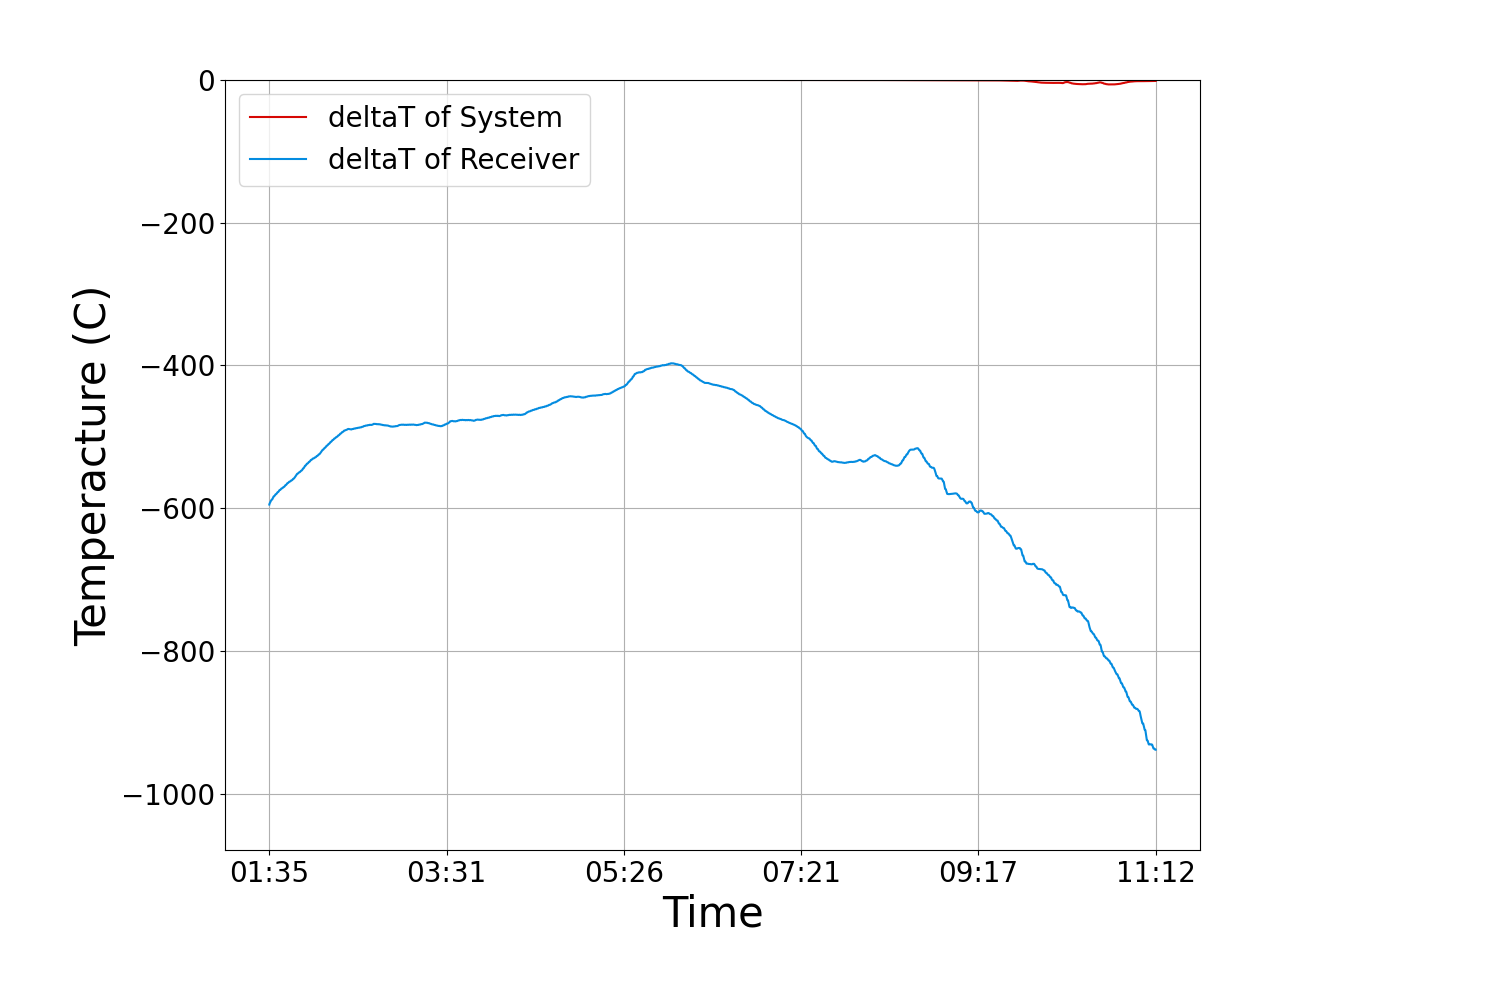 0
deltaT of System
deltaT of Receiver
−200
−400
−600
−800
−1000
Temperacture (C)
01:35 03:31 05:26 07:21 09:17 11:12
Time